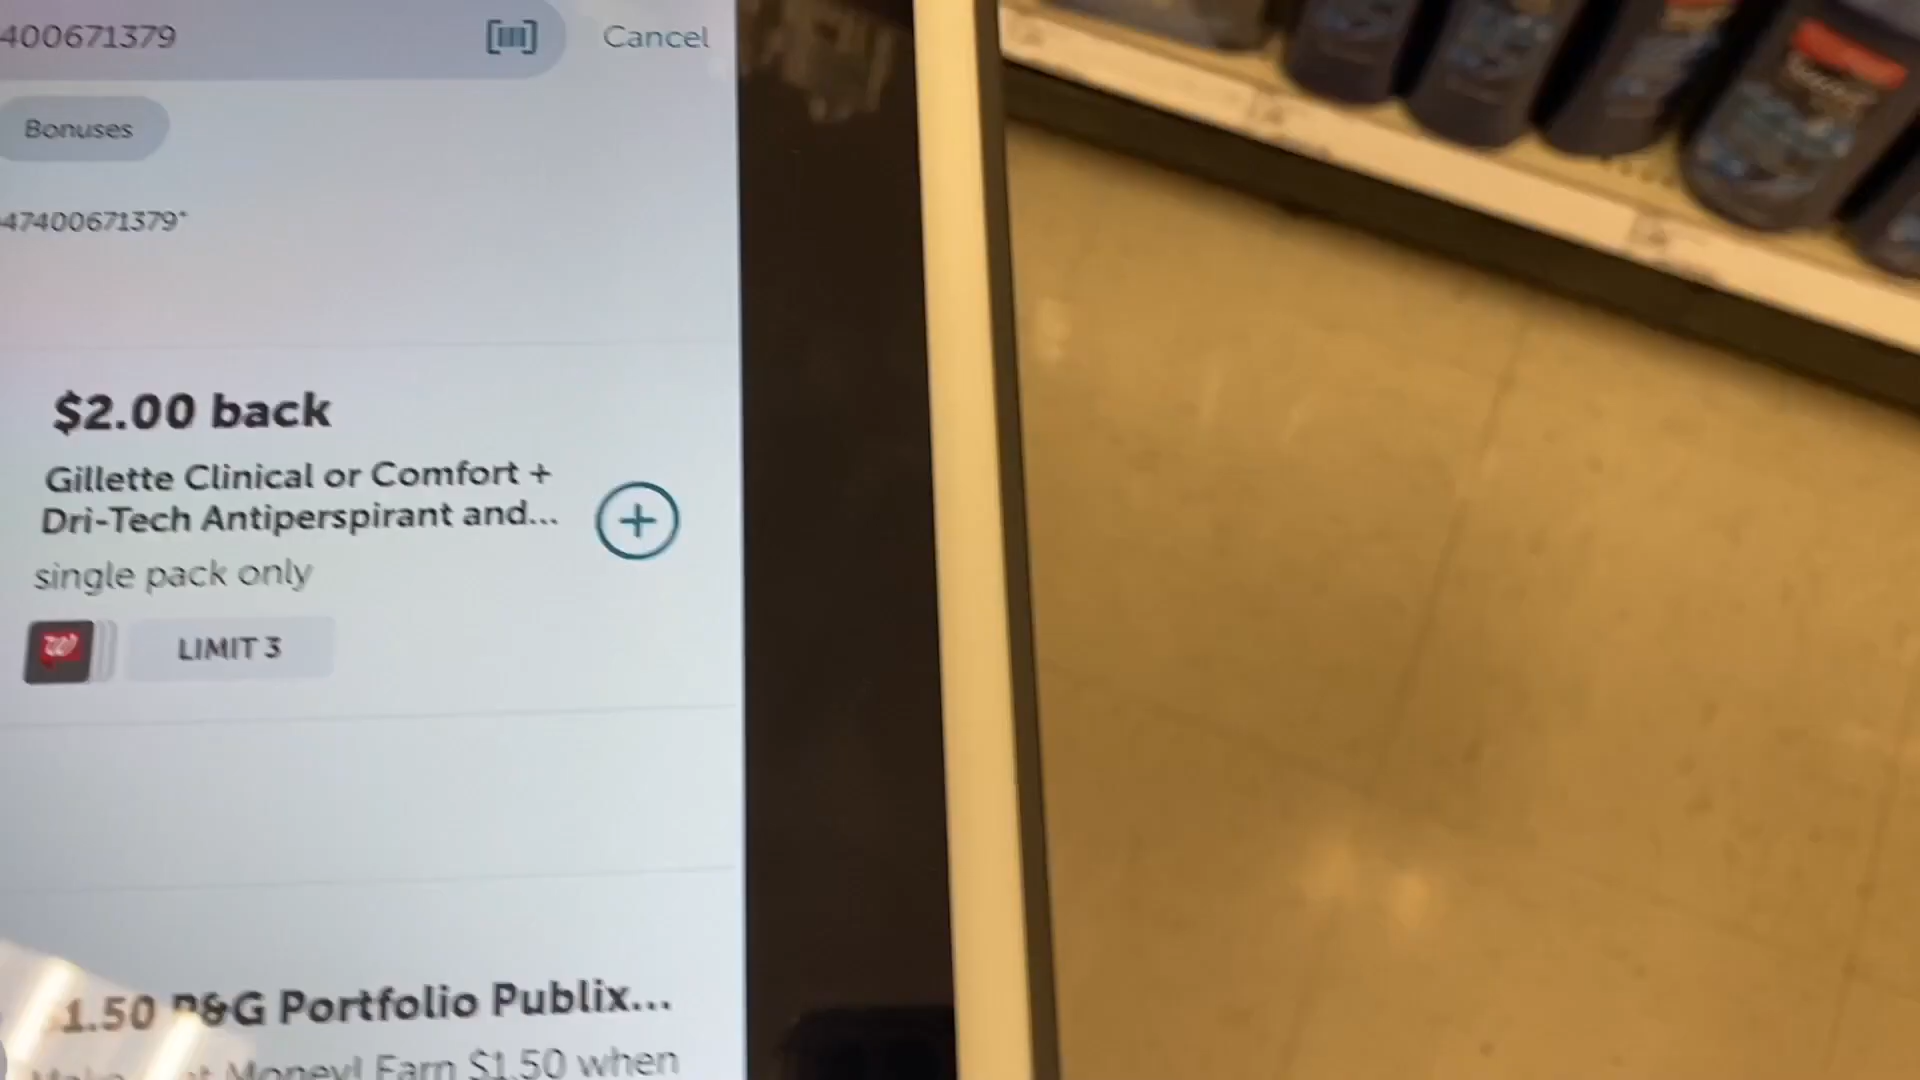 400671379
Cancel
Bonuses
47400671379"
$2.00 back
Gillette Clinical or Comfort +
Dri-Tech Antiperspirant and...
single pack only
LIMIT 3
1.50 P&G Portfolio Publix...
Money! Earn $1.50 when